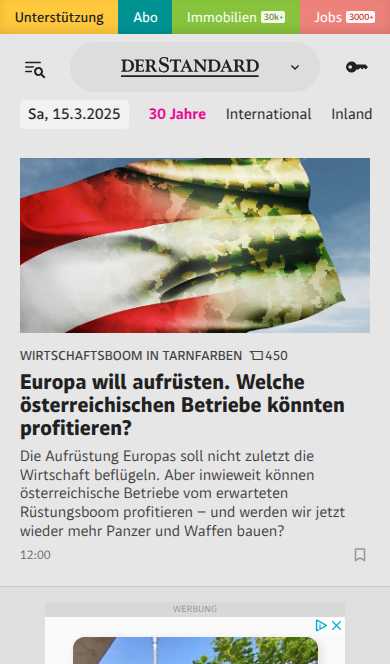 Unterstützung Abo Immobilien 30k+ Jobs 3000+
DERSTANDARD
Sa, 15.3.2025 30 Jahre International Inland
WIRTSCHAFTSBOOM IN TARNFARBEN 450
Europa will aufrüsten. Welche
österreichischen Betriebe könnten
profitieren?
Die Aufrüstung Europas soll nicht zuletzt die
Wirtschaft beflügeln. Aber inwieweit können
österreichische Betriebe vom erwarteten
Rüstungsboom profitieren – und werden wir jetzt
wieder mehr Panzer und Waffen bauen?
12:00
WERBUNG